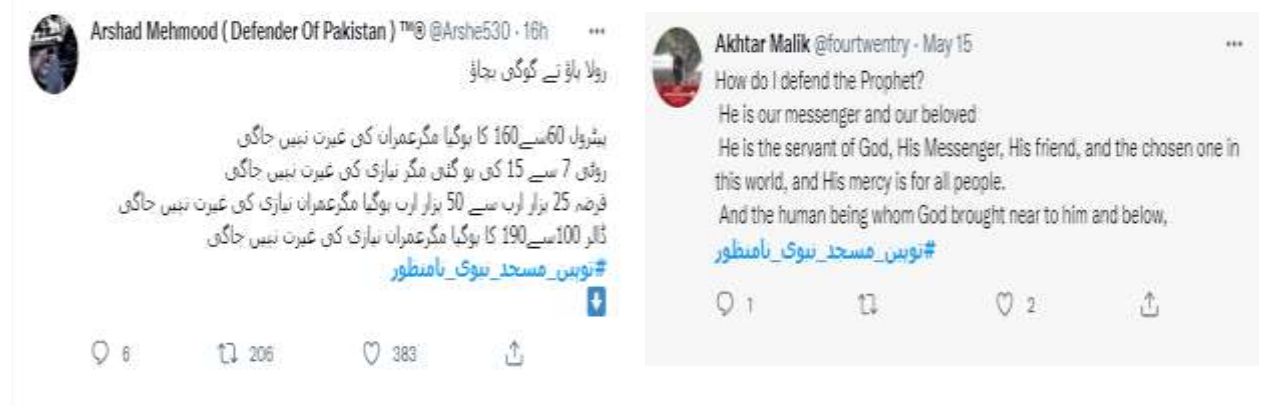 Arshad Mehmood ( Defender Of Pakistan ) ™® @Arshe530 · 16h
رولا پاؤ تے گوگی بچاؤ
پیٹرول 60سے160 کا ہوگیا مگرعمران کی غیرت نہیں جاگی
روٹی 7 سے 15 کی ہو گئی مگر نیازی کی غیرت نہیں جاگی
قرضہ 25 ہزار ارب سے 50 ہزار ارب ہوگیا مگرعمران نیازی کی غیرت نہیں جاگی
ڈالر 100سے190 کا ہوگیا مگرعمران نیازی کی غیرت نہیں جاگی
#توہین_مسجد_نبوی_نامنظور
6 206 383
Akhtar Malik @fourtwentry · May 15
How do I defend the Prophet?
He is our messenger and our beloved
He is the servant of God, His Messenger, His friend, and the chosen one in
this world, and His mercy is for all people.
And the human being whom God brought near to him and below,
#توہین_مسجد_نبوی_نامنظور
1 2